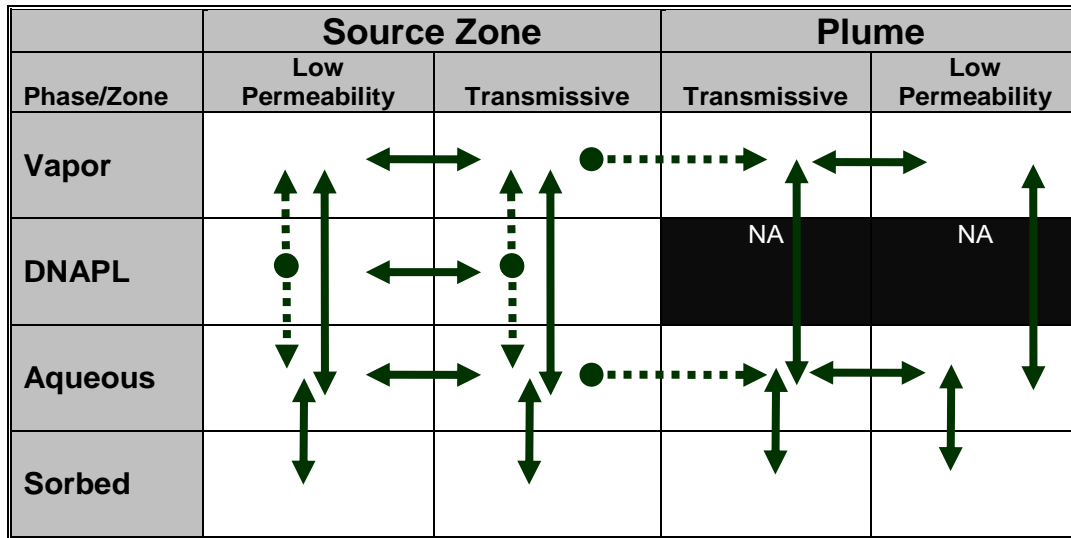 Source Zone Plume
Phase/Zone Low Permeability Transmissive Transmissive Low Permeability
Vapor
DNAPL NA NA
Aqueous
Sorbed